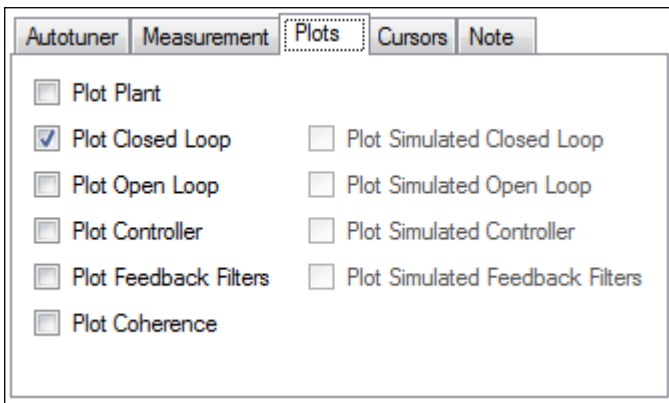 Autotuner Measurement Plots Cursors Note
Plot Plant
Plot Closed Loop Plot Simulated Closed Loop
Plot Open Loop Plot Simulated Open Loop
Plot Controller Plot Simulated Controller
Plot Feedback Filters Plot Simulated Feedback Filters
Plot Coherence